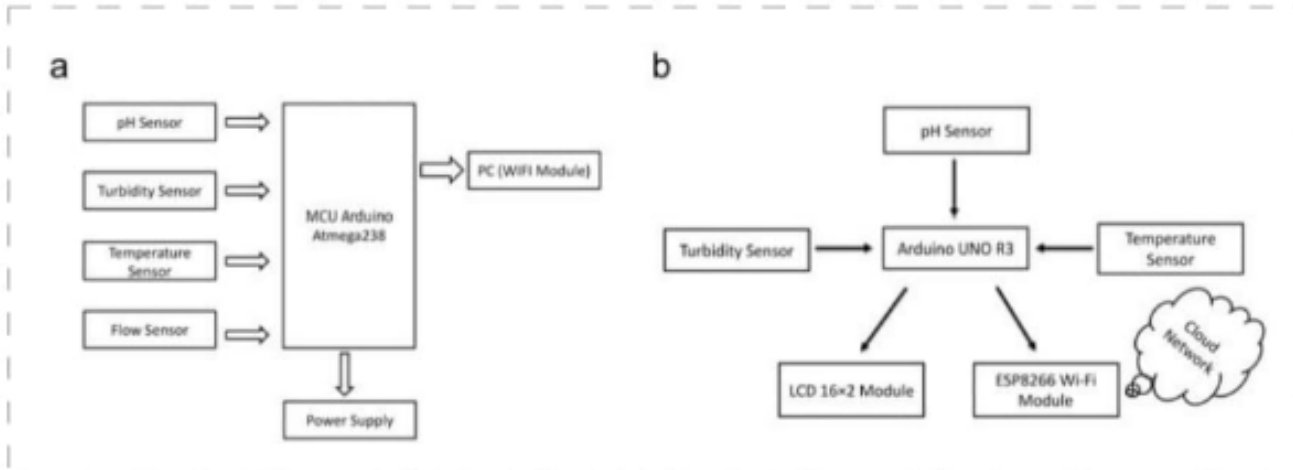 a
pH Sensor
Turbidity Sensor
Temperature
Sensor
Flow Sensor
MCU Arduino
Atmega238
PC (WIFI Module)
Power Supply
b
pH Sensor
Turbidity Sensor
Arduino UNO R3
Temperature
Sensor
LCD 16×2 Module
ESP8266 Wi-Fi
Module
Cloud
Network